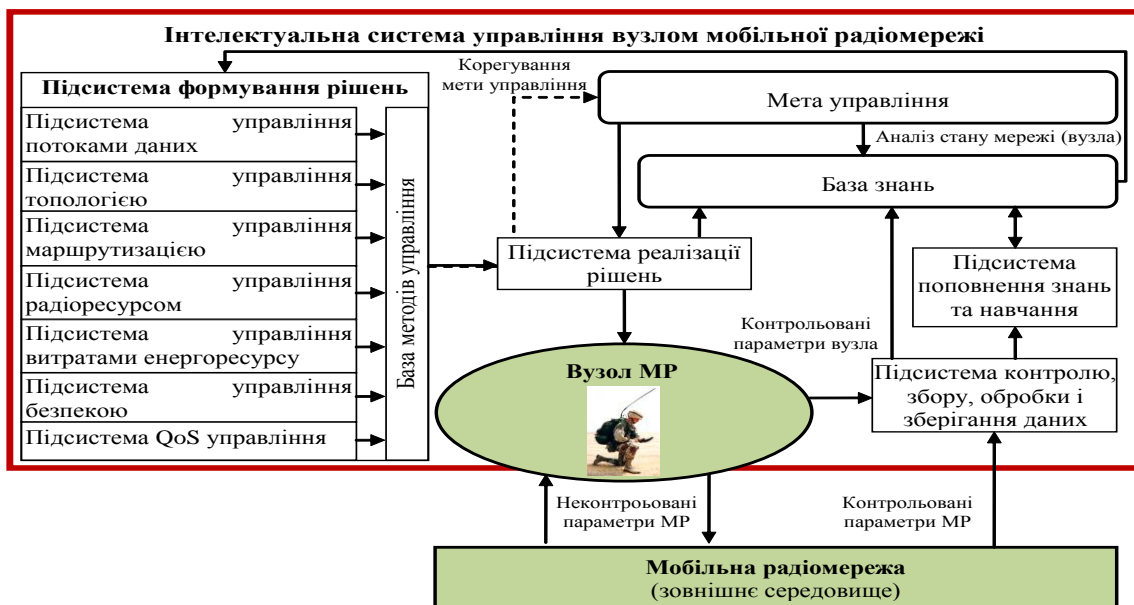 Інтелектуальна система управління вузлом мобільної радіомережі
Підсистема формування рішень
Підсистема управління
потоками даних
Підсистема управління
топологією
Підсистема управління
маршрутизацією
Підсистема управління
радіоресурсом
Підсистема управління
витратами енергоресурсу
Підсистема управління
безпекою
Підсистема QoS управління
База методів управління
Корегування
мети управління
Мета управління
Аналіз стану мережі (вузла)
База знань
Підсистема реалізації
рішень
Підсистема
поповнення знань
та навчання
Контрольовані
параметри вузла
Вузол МР
Підсистема контролю,
збору, обробки і
зберігання даних
Неконтроьовані
параметри МР
Контрольовані
параметри МР
Мобільна радіомережа
(зовнішнє середовище)